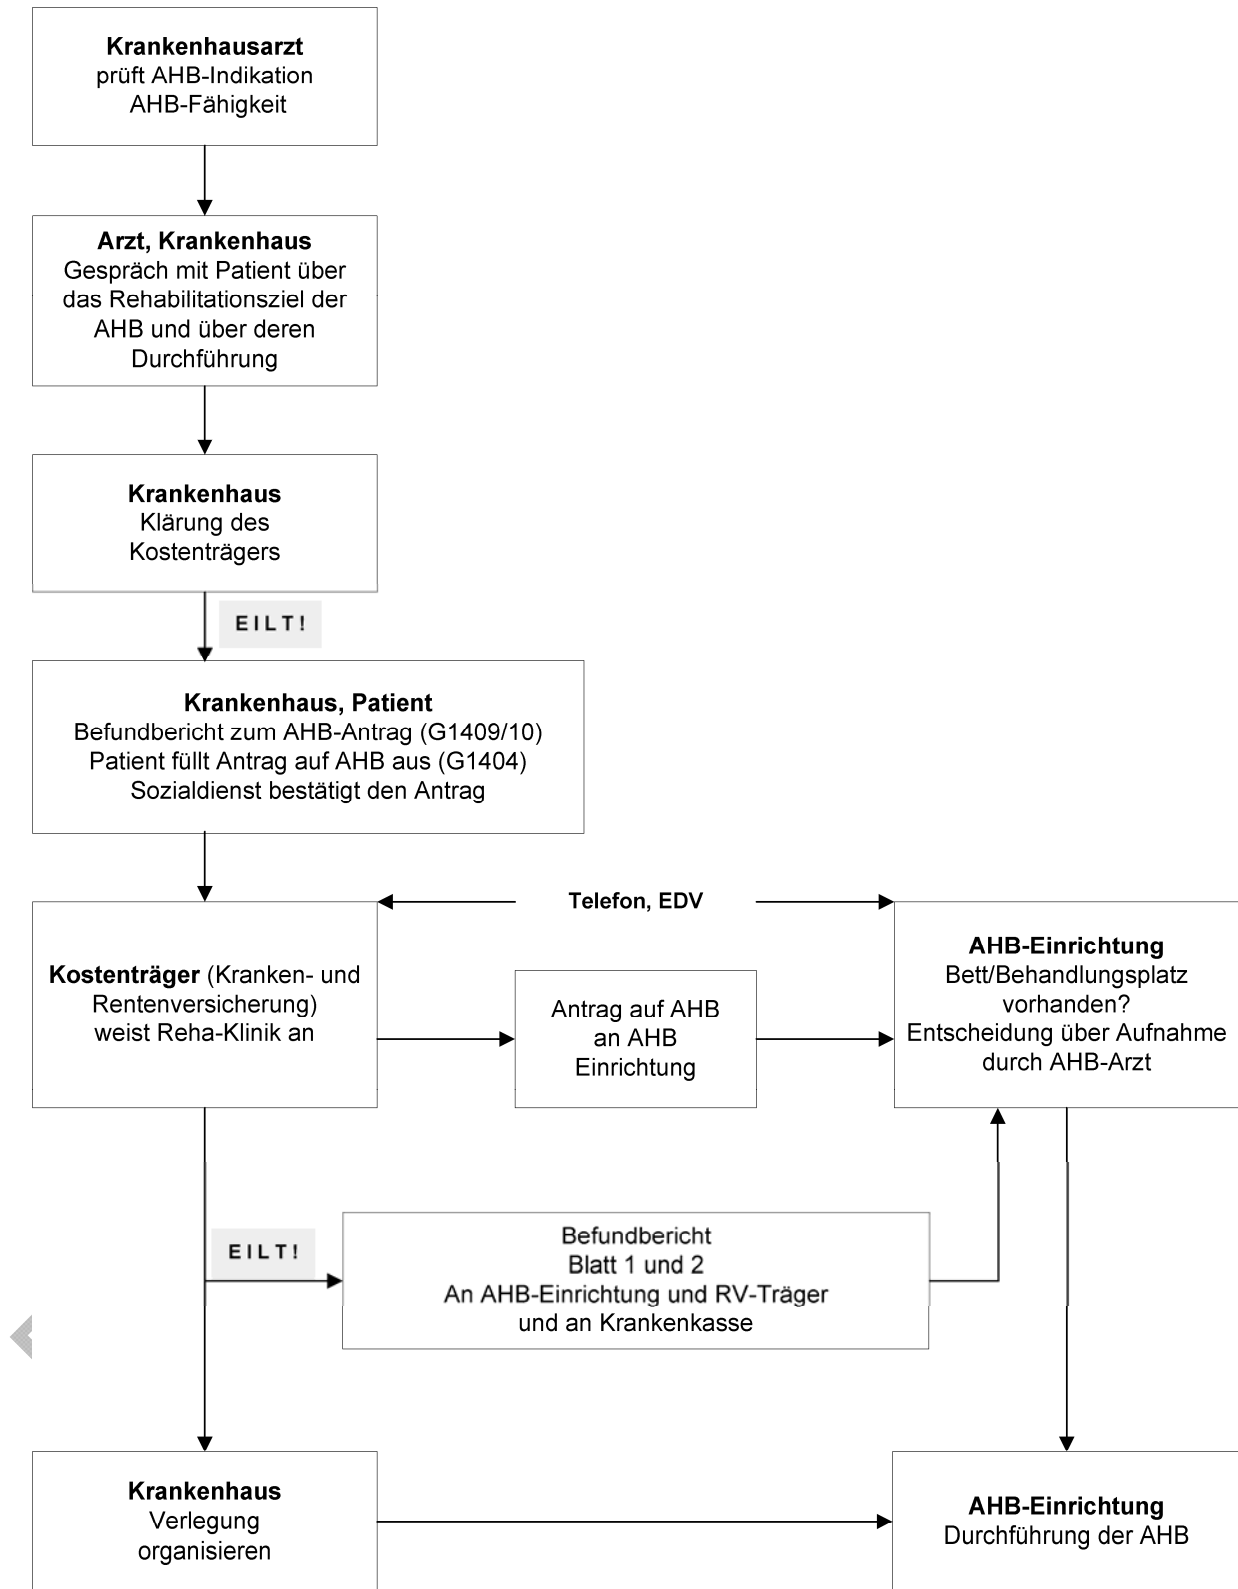 Krankenhausarzt
prüft AHB-Indikation
AHB-Fähigkeit
Arzt, Krankenhaus
Gespräch mit Patient über
das Rehabilitationsziel der
AHB und über deren
Durchführung
Krankenhaus
Klärung des
Kostenträgers
EILT!
Krankenhaus, Patient
Befundbericht zum AHB-Antrag (G1409/10)
Patient füllt Antrag auf AHB aus (G1404)
Sozialdienst bestätigt den Antrag
Telefon, EDV
Kostenträger (Kranken- und
Rentenversicherung)
weist Reha-Klinik an
Antrag auf AHB
an AHB
Einrichtung
AHB-Einrichtung
Bett/Behandlungsplatz
vorhanden?
Entscheidung über Aufnahme
durch AHB-Arzt
EILT!
Befundbericht
Blatt 1 und 2
An AHB-Einrichtung und RV-Träger
und an Krankenkasse
Krankenhaus
Verlegung
organisieren
AHB-Einrichtung
Durchführung der AHB